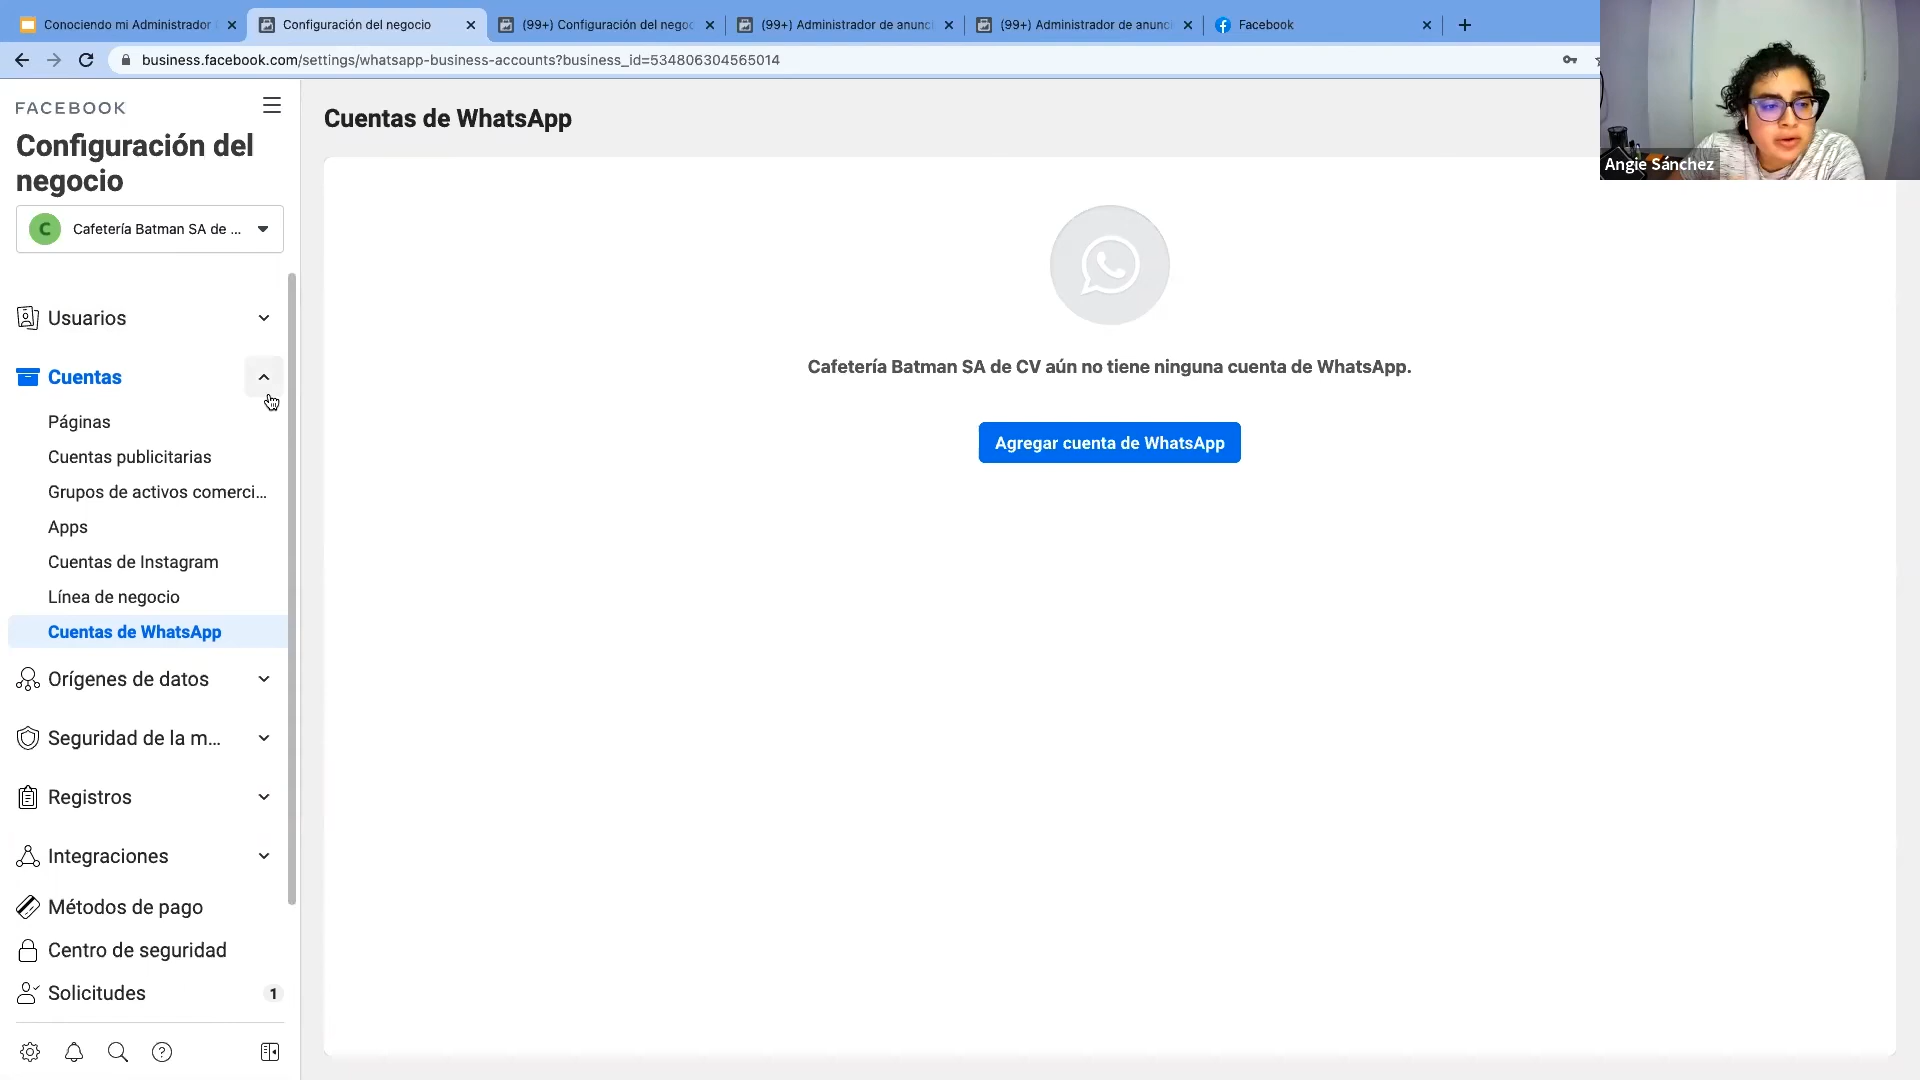 Conociendo mi Administrador
Configuración del negocio
(99+) Configuración del negoc
(99+) Administrador de anunci
(99+) Administrador de anunci
Facebook
business.facebook.com/settings/whatsapp-business-accounts?business_id=534806304565014
Angie Sánchez
FACEBOOK
Configuración del
negocio
C
Cafetería Batman SA de ...
Usuarios
Cuentas
Páginas
Cuentas publicitarias
Grupos de activos comerci...
Apps
Cuentas de Instagram
Línea de negocio
Cuentas de WhatsApp
Orígenes de datos
Seguridad de la m...
Registros
Integraciones
Métodos de pago
Centro de seguridad
Solicitudes 1
Cuentas de WhatsApp
Cafetería Batman SA de CV aún no tiene ninguna cuenta de WhatsApp.
Agregar cuenta de WhatsApp